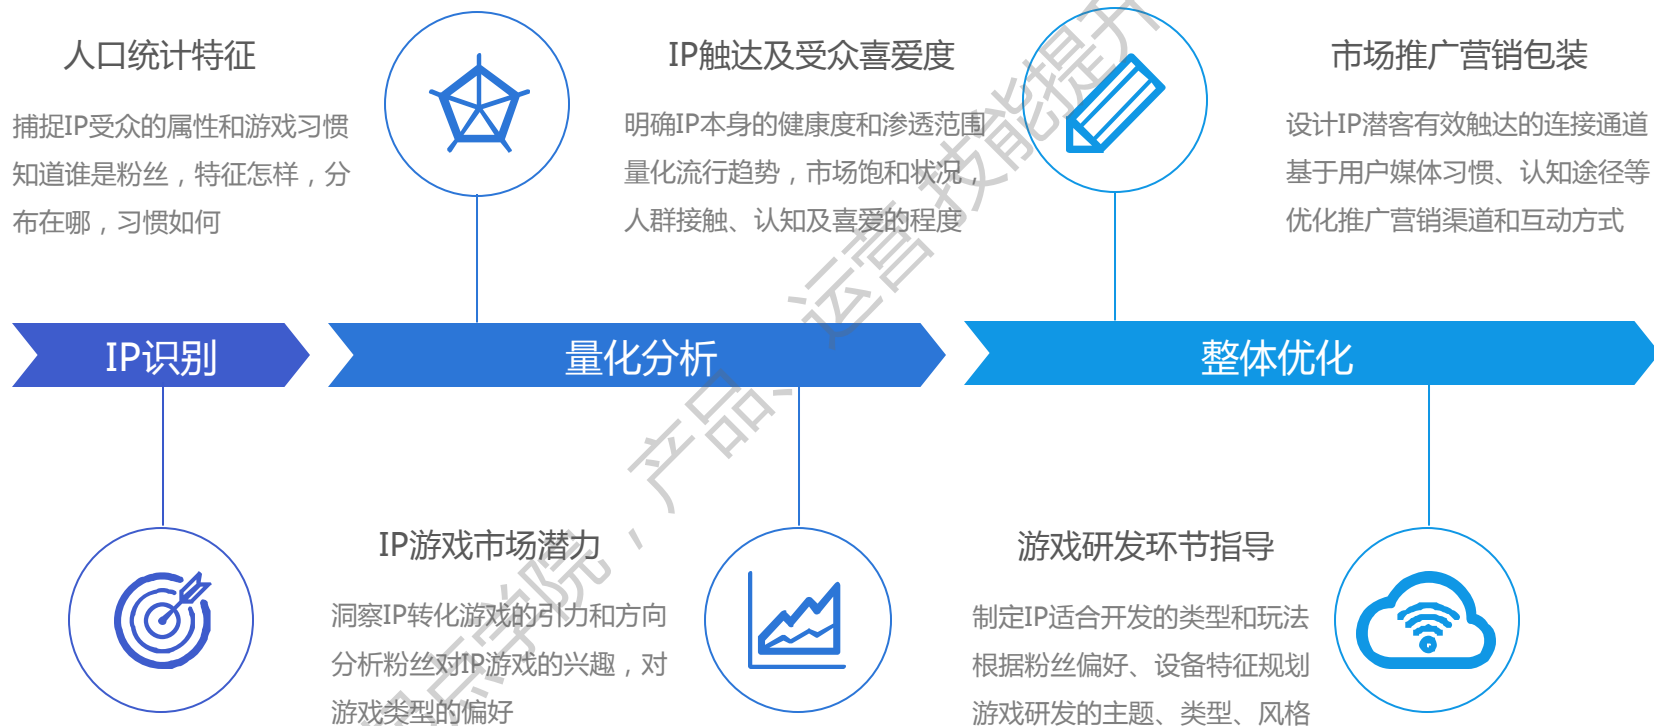 人口统计特征
捕捉IP受众的属性和游戏习惯
知道谁是粉丝，特征怎样，分
布在哪，习惯如何
IP触达及受众喜爱度
明确IP本身的健康度和渗透范围
量化流行趋势，市场饱和状况，
人群接触、认知及喜爱的程度
市场推广营销包装
设计IP潜客有效触达的连接通道
基于用户媒体习惯、认知途径等
优化推广营销渠道和互动方式
IP识别
量化分析
整体优化
IP游戏市场潜力
洞察IP转化游戏的引力和方向
分析粉丝对IP游戏的兴趣，对
游戏类型的偏好
游戏研发环节指导
制定IP适合开发的类型和玩法
根据粉丝偏好、设备特征规划
游戏研发的主题、类型、风格
点学院，产品、运营 技能提升